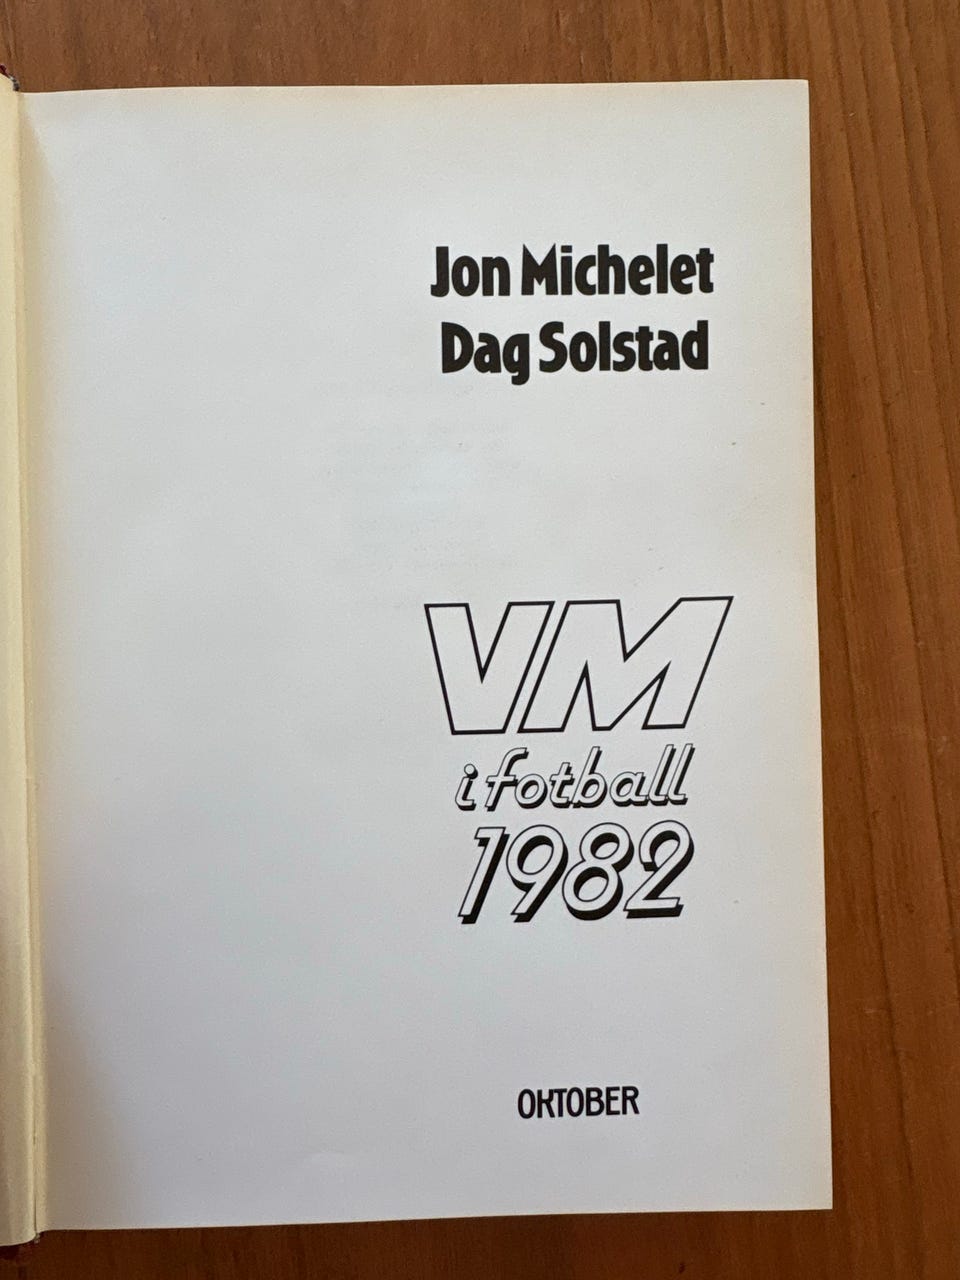 Jon Michelet
Dag Solstad
VM
i fotball
1982
OKTOBER